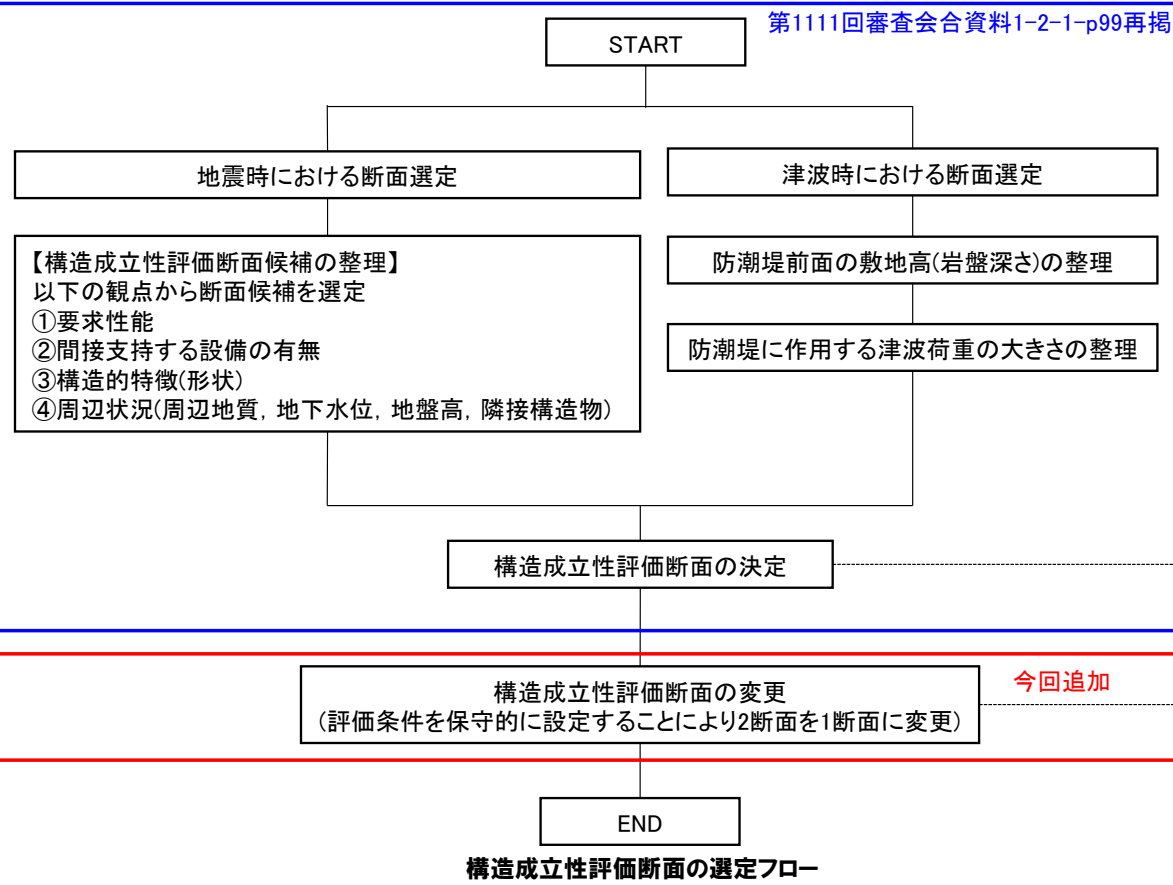 第1111回審査会合資料1-2-1-p99再掲
START
地震時における断面選定
津波時における断面選定
【構造成立性評価断面候補の整理】
以下の観点から断面候補を選定
①要求性能
②間接支持する設備の有無
③構造的特徴(形状)
④周辺状況(周辺地質，地下水位，地盤高，隣接構造物)
防潮堤前面の敷地高(岩盤深さ)の整理
防潮堤に作用する津波荷重の大きさの整理
構造成立性評価断面の決定
構造成立性評価断面の変更
(評価条件を保守的に設定することにより2断面を1断面に変更)
今回追加
END
構造成立性評価断面の選定フロー